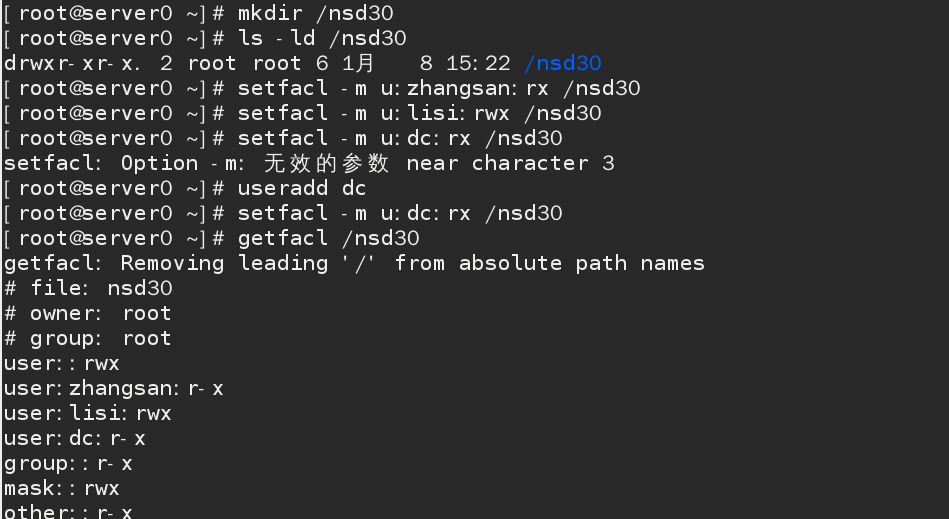 [root@server0 ~]# mkdir /nsd30
[root@server0 ~]# ls -ld /nsd30
drwxr-xr-x. 2 root root 6 1月 8 15:22 /nsd30
[root@server0 ~]# setfacl -m u:zhangsan:rx /nsd30
[root@server0 ~]# setfacl -m u:lisi:rwx /nsd30
[root@server0 ~]# setfacl -m u:dc:rx /nsd30
setfacl: Option -m: 无效的参数 near character 3
[root@server0 ~]# useradd dc
[root@server0 ~]# setfacl -m u:dc:rx /nsd30
[root@server0 ~]# getfacl /nsd30
getfacl: Removing leading '/' from absolute path names
# file: nsd30
# owner: root
# group: root
user::rwx
user:zhangsan:r-x
user:lisi:rwx
user:dc:r-x
group::r-x
mask::rwx
other::r-x